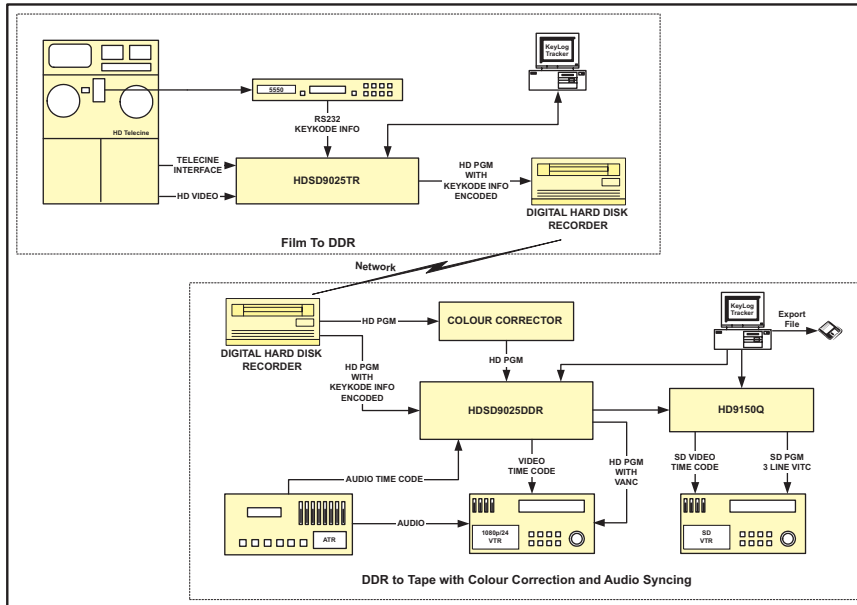 KeyLog
Tracker
5550
HD Telecine
RS232
KEYKODE INFO
TELECINE
INTERFACE
HD VIDEO
HDSD9025TR
HD PGM
WITH
KEYKODE INFO
ENCODED
DIGITAL HARD DISK
RECORDER
Film To DDR
Network
DIGITAL HARD DISK
RECORDER
HD PGM
COLOUR CORRECTOR
KeyLog
Tracker
Export
File
HD PGM
WITH
KEYKODE INFO
ENCODED
HD PGM
HDSD9025DDR
HD9150Q
AUDIO TIME CODE
VIDEO
TIME CODE
HD PGM
WITH
VANC
SD VIDEO
TIME CODE
SD PGM
3 LINE VITC
ATR
AUDIO
1080p/24
VTR
SD
VTR
DDR to Tape with Colour Correction and Audio Syncing